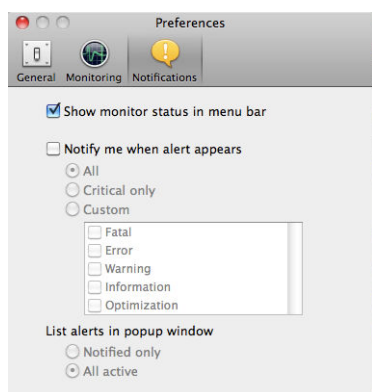 Preferences
General Monitoring Notifications
Show monitor status in menu bar
Notify me when alert appears
All
Critical only
Custom
Fatal
Error
Warning
Information
Optimization
List alerts in popup window
Notified only
All active